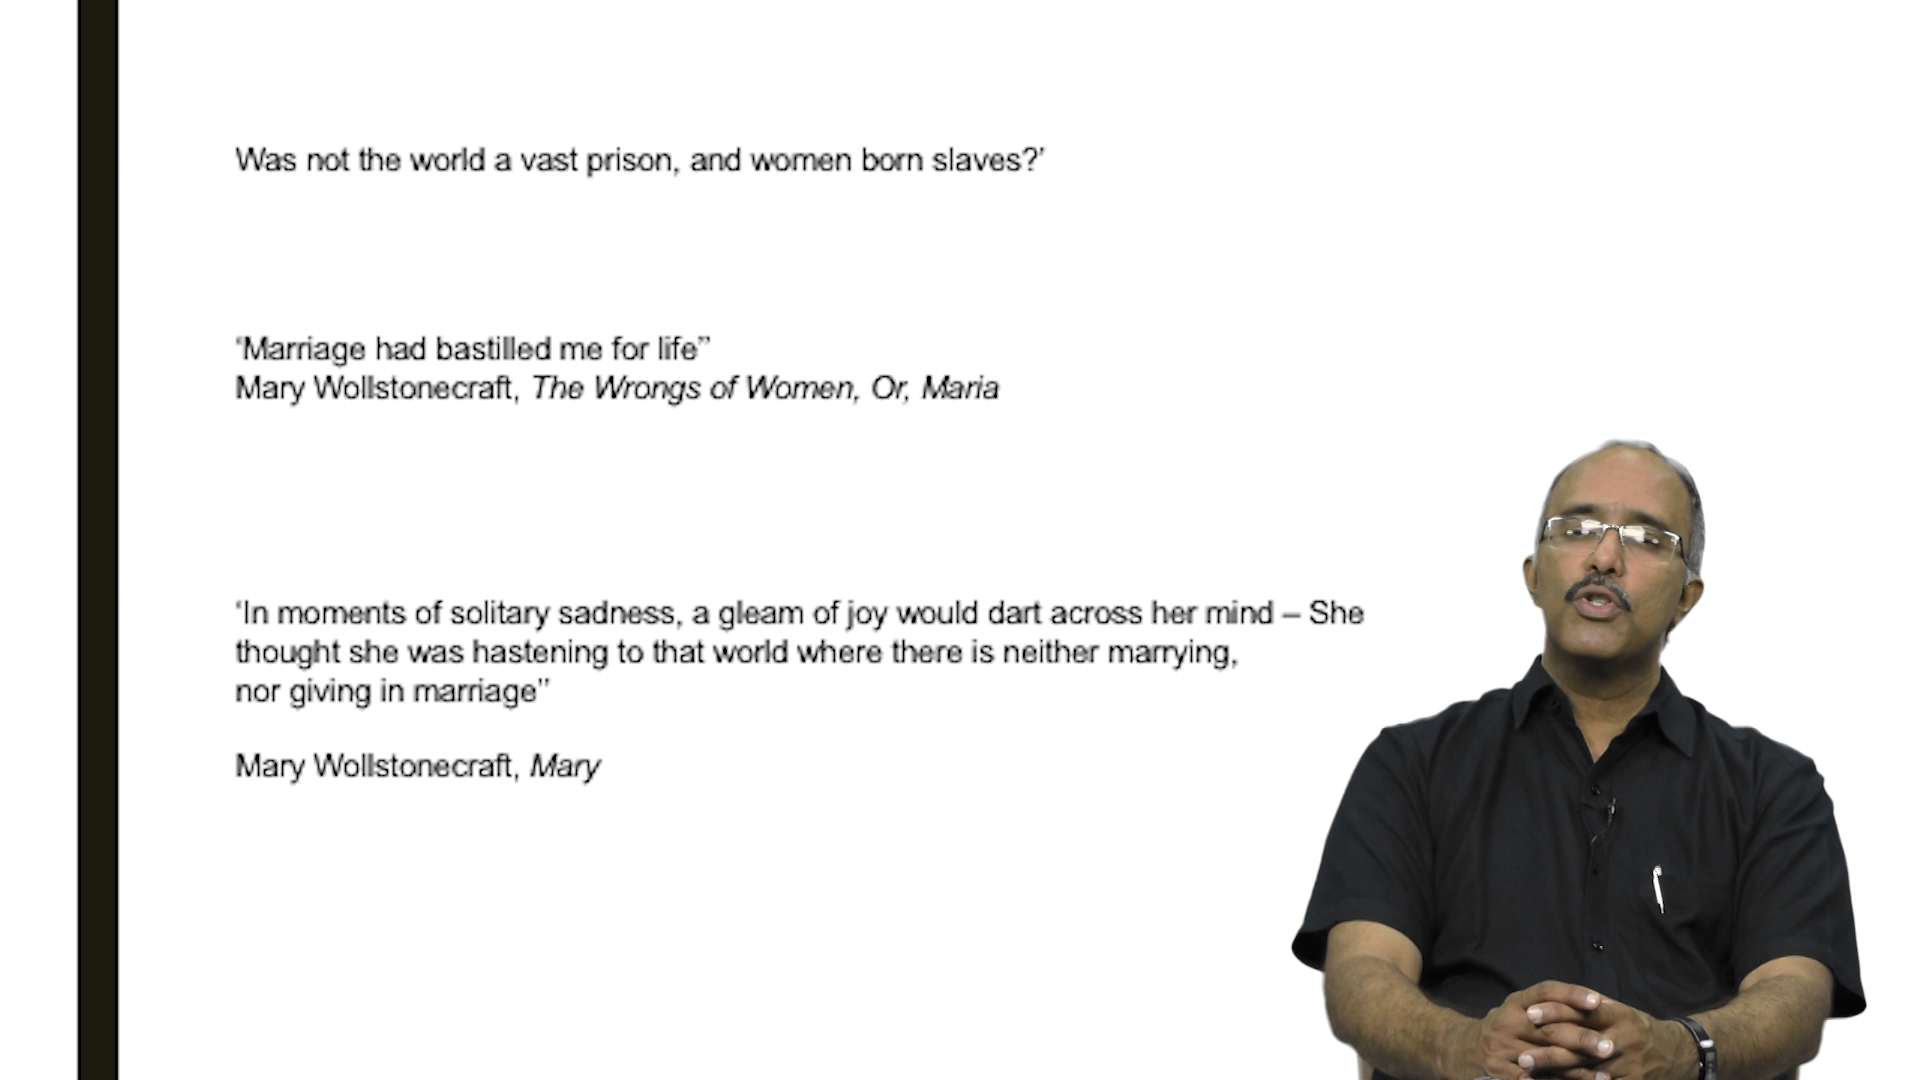 Was not the world a vast prison, and women born slaves?’
‘Marriage had bastilled me for life”
Mary Wollstonecraft, The Wrongs of Women, Or, Maria
‘In moments of solitary sadness, a gleam of joy would dart across her mind – She
thought she was hastening to that world where there is neither marrying,
nor giving in marriage”
Mary Wollstonecraft, Mary